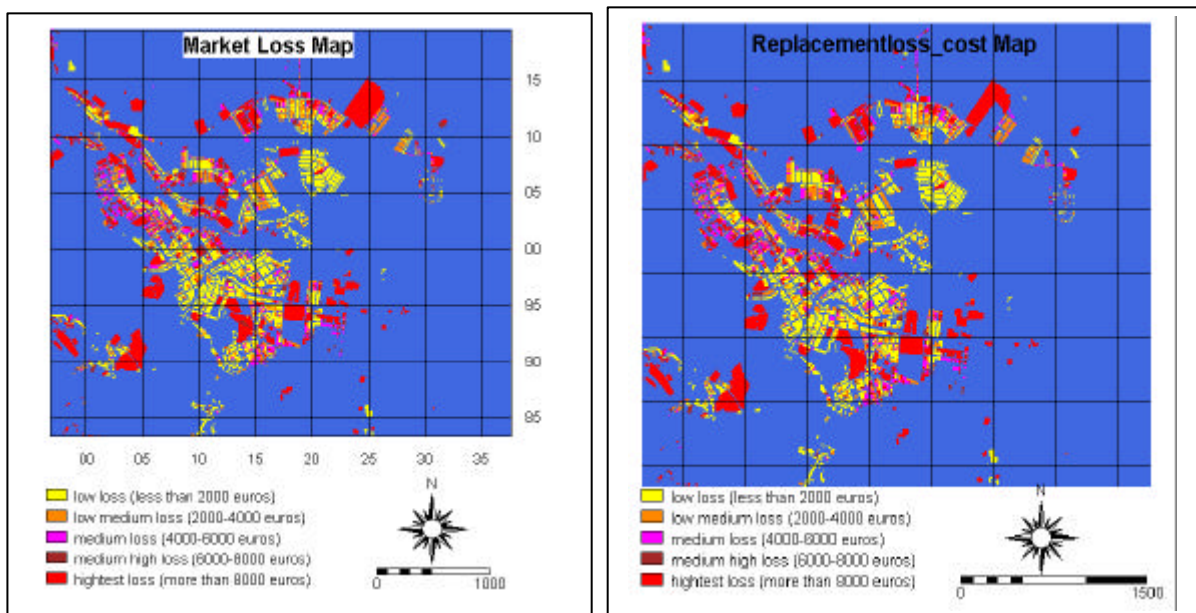 Market Loss Map
15
10
05
00
95
90
85
00 05 10 15 20 25 30 35
low loss (less than 2000 euros)
low medium loss (2000-4000 euros)
medium loss (4000-6000 euros)
medium high loss (6000-8000 euros)
hightest loss (more than 8000 euros)
N
0 1000
Replacementloss_cost Map
low loss (less than 2000 euros)
low medium loss (2000-4000 euros)
medium loss (4000-6000 euros)
medium high loss (6000-8000 euros)
hightest loss (more than 8000 euros)
N
0 1500